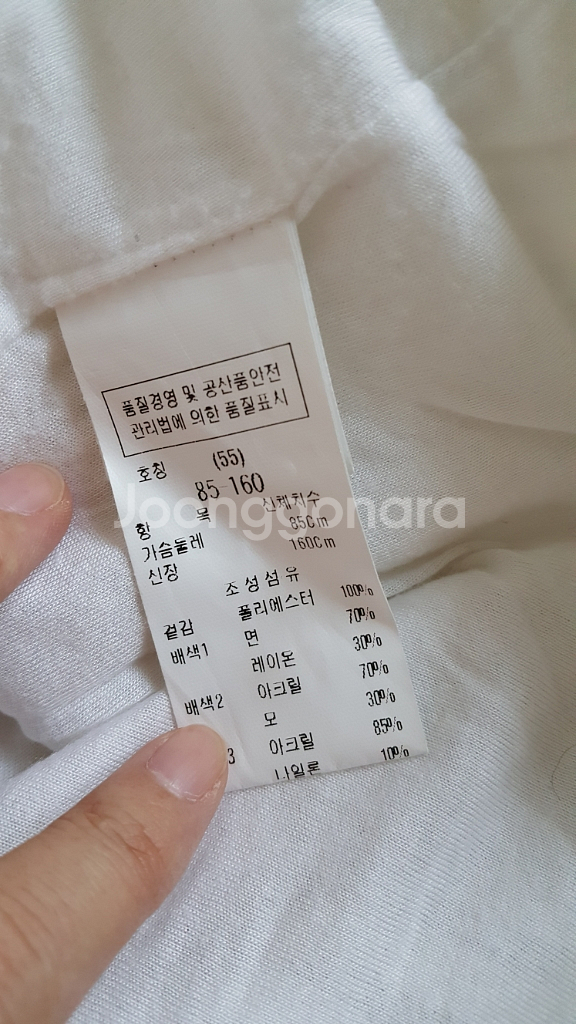 품질경영 및 공산품안전
관리법에 의한 품질표시
호칭 (55)
85-160
항 목 신체치수
가슴둘레 85cm
신장 160cm
조성섬유
겉감 폴리에스터 100%
배색1 면 70%
레이온 30%
배색2 아크릴 70%
모 30%
3 아크릴 85%
나일론 10%
Joonggonara